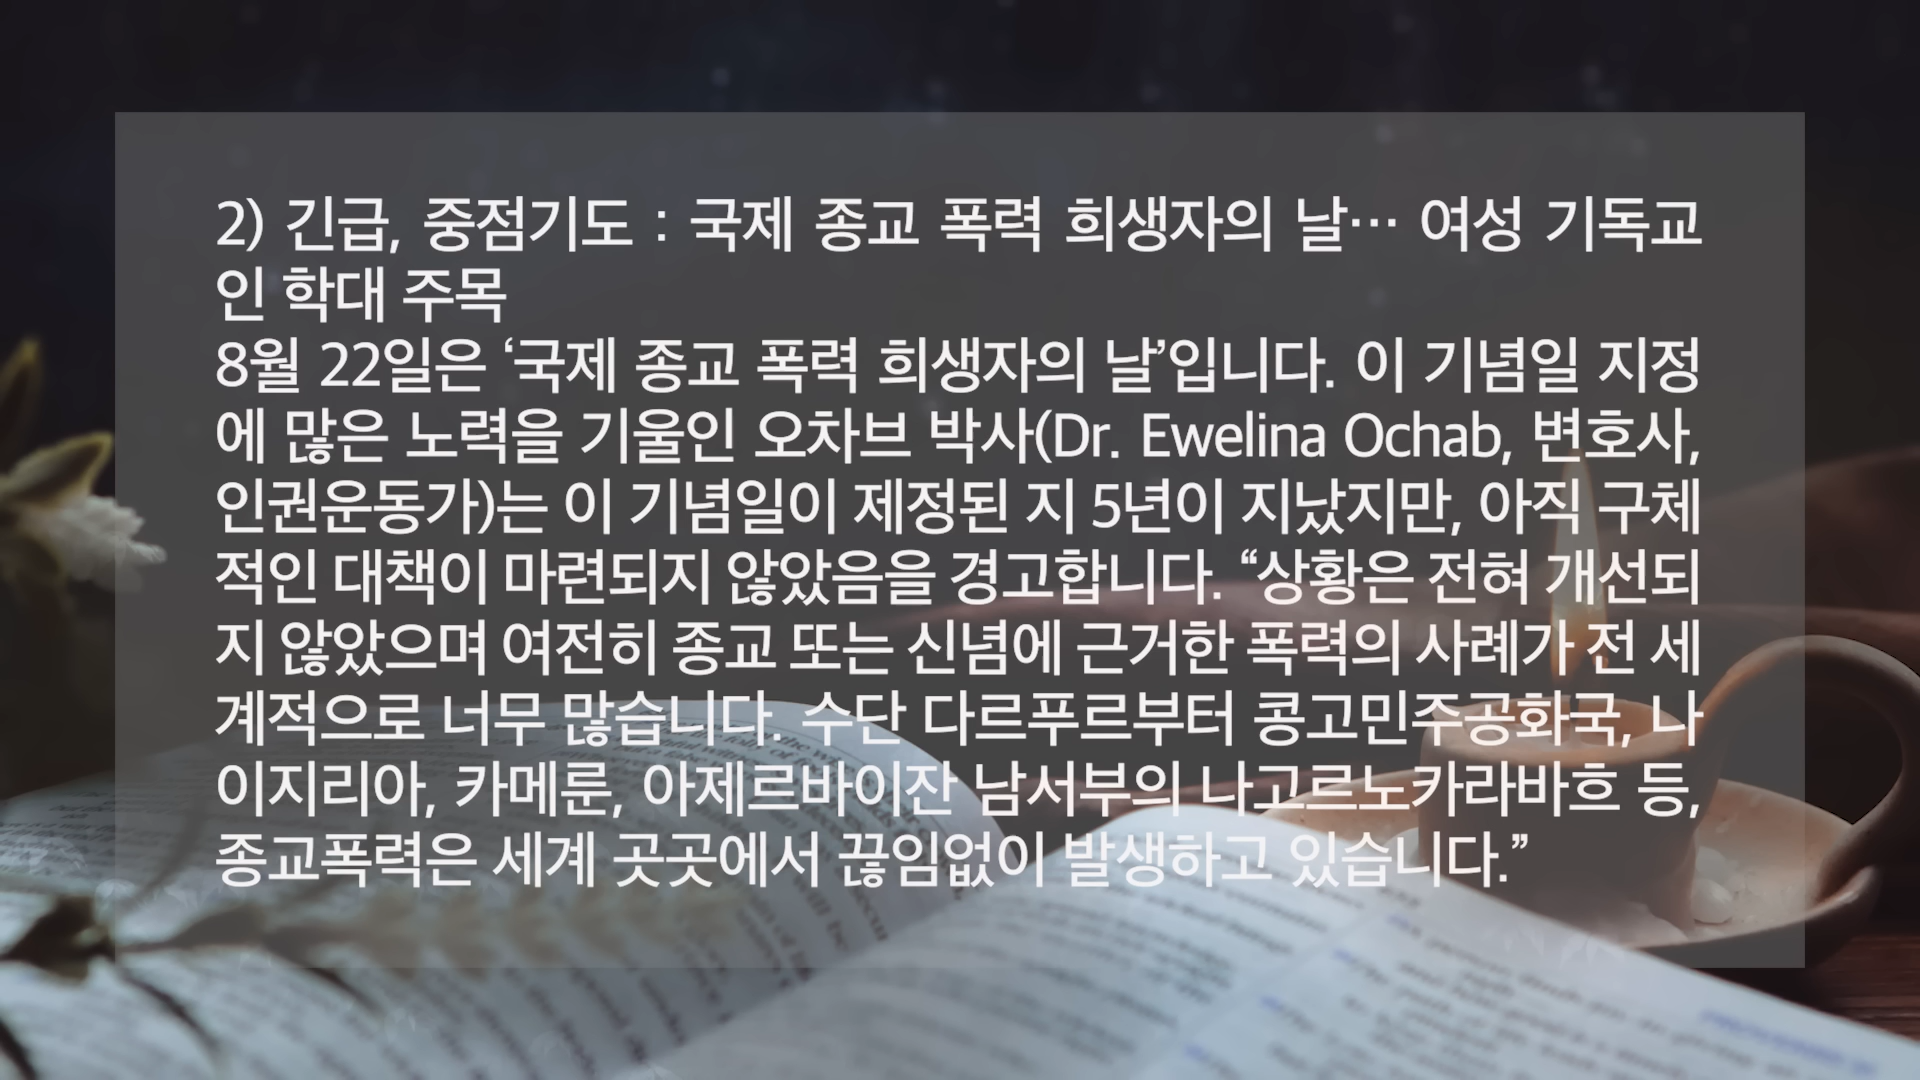 2) 긴급, 중점기도 : 국제 종교 폭력 희생자의 날… 여성 기독교
인 학대 주목
8월 22일은 ‘국제 종교 폭력 희생자의 날’입니다. 이 기념일 지정
에 많은 노력을 기울인 오차브 박사(Dr. Ewelina Ochab, 변호사,
인권운동가)는 이 기념일이 제정된 지 5년이 지났지만, 아직 구체
적인 대책이 마련되지 않았음을 경고합니다. “상황은 전혀 개선되
지 않았으며 여전히 종교 또는 신념에 근거한 폭력의 사례가 전 세
계적으로 너무 많습니다. 수단 다르푸르부터 콩고민주공화국, 나
이지리아, 카메룬, 아제르바이잔 남서부의 나고르노카라바흐 등,
종교폭력은 세계 곳곳에서 끊임없이 발생하고 있습니다.”